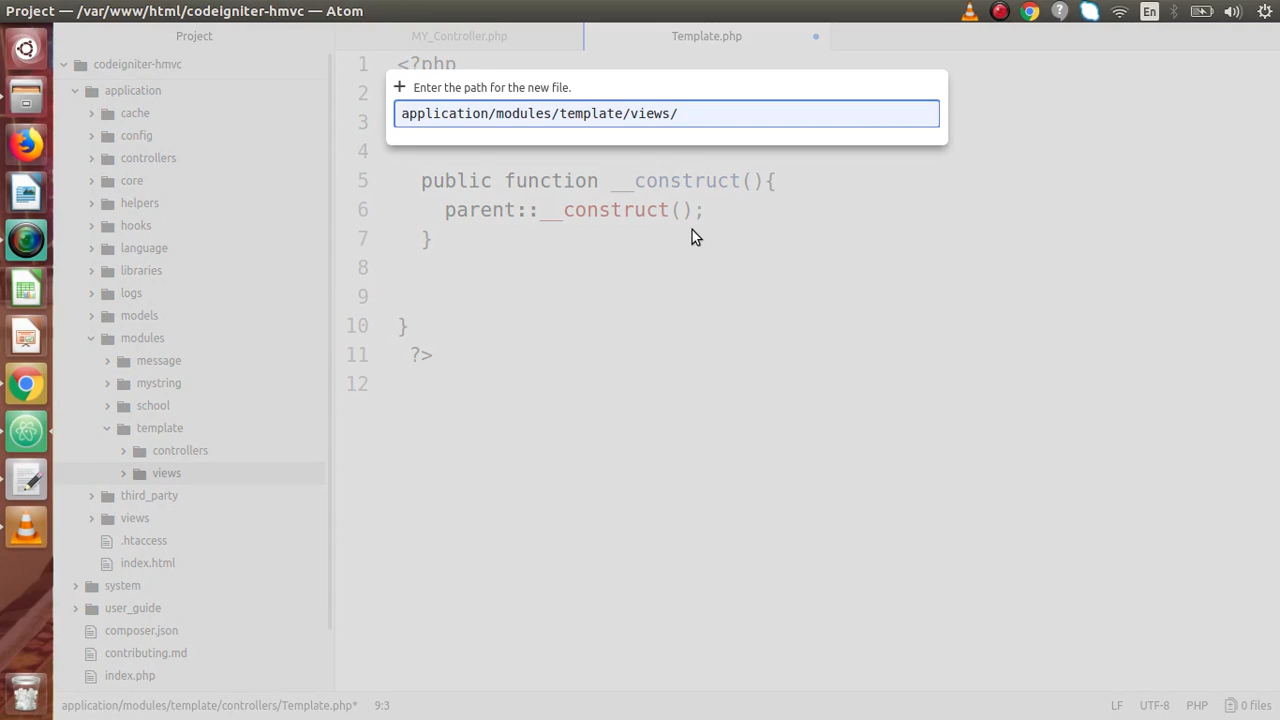 Project — /var/www/html/codeigniter-hmvc — Atom
En
Project
MY_Controller.php
Template.php
codeigniter-hmvc
application
cache
config
controllers
core
helpers
hooks
language
libraries
logs
models
modules
message
mystring
school
template
controllers
views
third_party
views
.htaccess
index.html
system
user_guide
composer.json
contributing.md
index.php
Enter the path for the new file.
application/modules/template/views/
1 <?php
2
3
4
5 public function __construct(){
6 parent::__construct();
7 }
8
9
10 }
11 ?>
12
application/modules/template/controllers/Template.php* 9:3
LF UTF-8 PHP 0 files